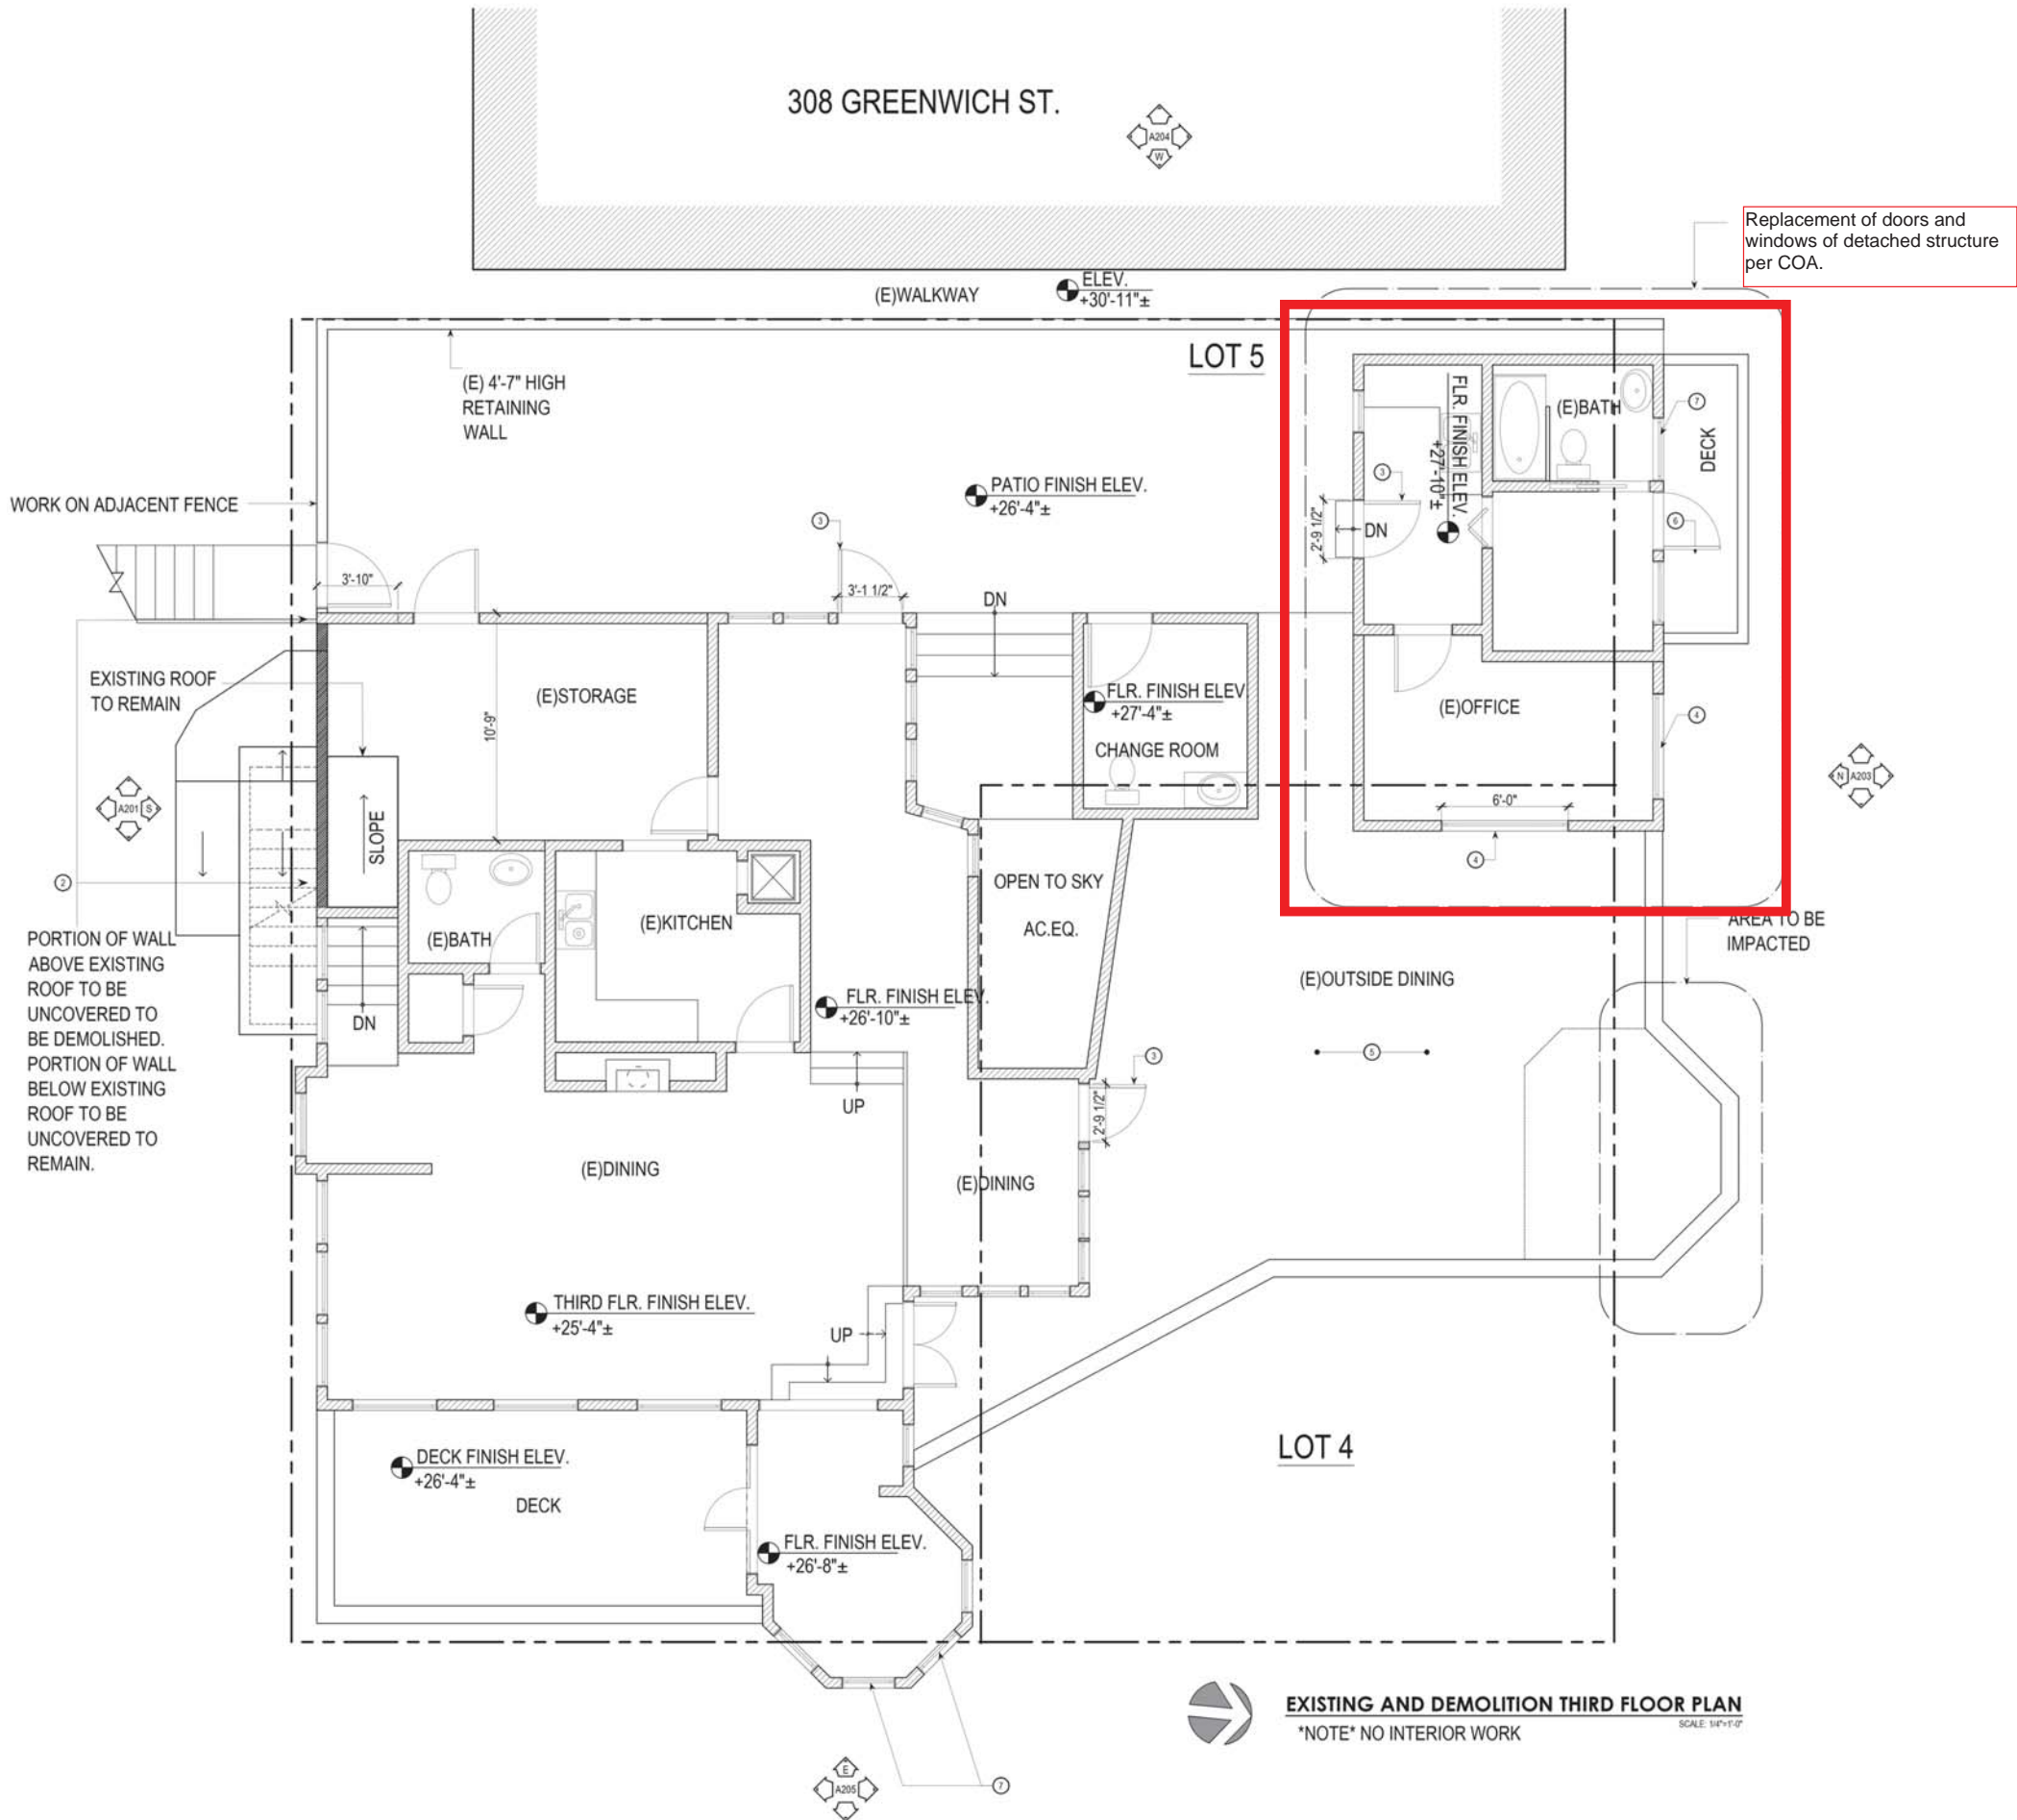 308 GREENWICH ST.
A204
W
Replacement of doors and
windows of detached structure
per COA.
(E)WALKWAY
ELEV.
+30'-11"±
LOT 5
(E) 4'-7" HIGH
RETAINING
WALL
FLR. FINISH ELEV.
+27'-10"±
(E)BATH
7
DECK
WORK ON ADJACENT FENCE
PATIO FINISH ELEV.
+26'-4"±
3
3
2'-9 1/2"
DN
6
3'-10"
3'-1 1/2"
DN
EXISTING ROOF
TO REMAIN
(E)STORAGE
10'-9"
FLR. FINISH ELEV.
+27'-4"±
CHANGE ROOM
(E)OFFICE
4
A201
S
N
A203
6'-0"
SLOPE
4
2
OPEN TO SKY
AC.EQ.
(E)BATH
(E)KITCHEN
AREA TO BE
IMPACTED
PORTION OF WALL
ABOVE EXISTING
ROOF TO BE
UNCOVERED TO
BE DEMOLISHED.
PORTION OF WALL
BELOW EXISTING
ROOF TO BE
UNCOVERED TO
REMAIN.
DN
FLR. FINISH ELEV.
+26'-10"±
(E)OUTSIDE DINING
5
3
UP
2'-9 1/2"
(E)DINING
(E)DINING
THIRD FLR. FINISH ELEV.
+25'-4"±
UP
DECK FINISH ELEV.
+26'-4"±
DECK
LOT 4
FLR. FINISH ELEV.
+26'-8"±
EXISTING AND DEMOLITION THIRD FLOOR PLAN
SCALE: 1/4"=1'-0"
*NOTE* NO INTERIOR WORK
E
A205
7